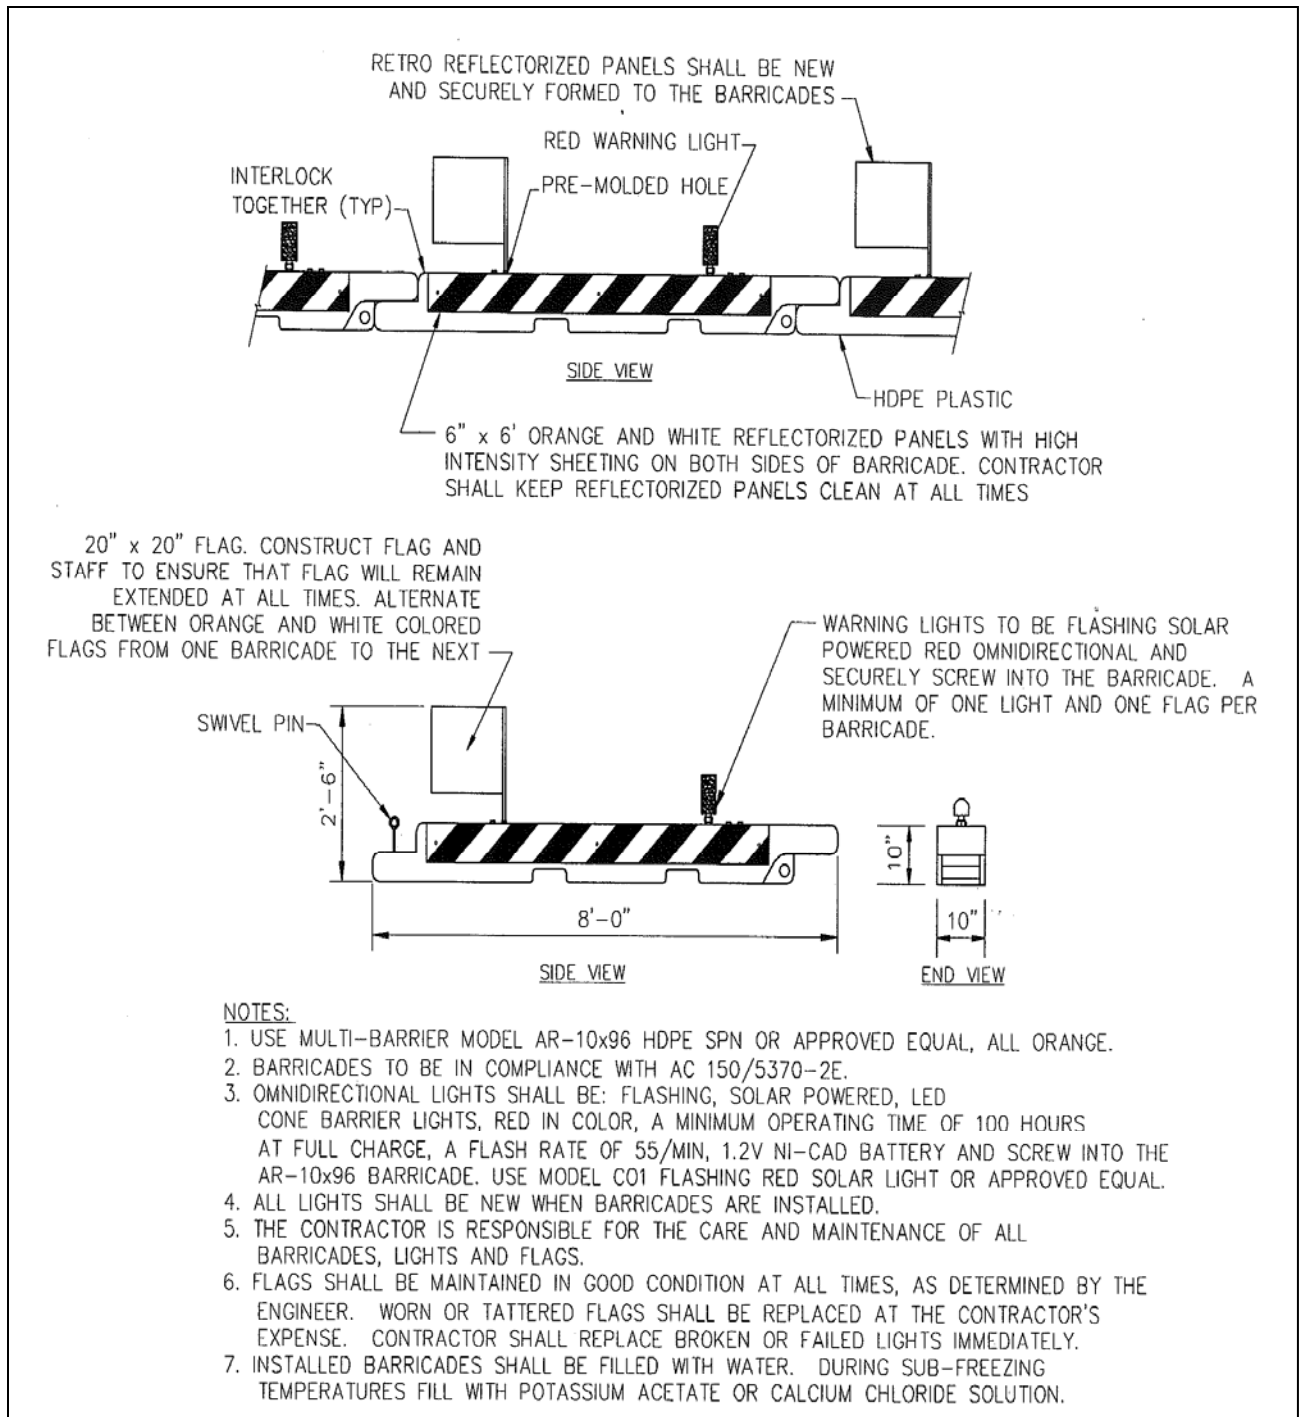 RETRO REFLECTORIZED PANELS SHALL BE NEW
AND SECURELY FORMED TO THE BARRICADES
RED WARNING LIGHT
INTERLOCK
TOGETHER (TYP)
PRE-MOLDED HOLE
SIDE VIEW
HDPE PLASTIC
6" x 6' ORANGE AND WHITE REFLECTORIZED PANELS WITH HIGH
INTENSITY SHEETING ON BOTH SIDES OF BARRICADE. CONTRACTOR
SHALL KEEP REFLECTORIZED PANELS CLEAN AT ALL TIMES
20" x 20" FLAG. CONSTRUCT FLAG AND
STAFF TO ENSURE THAT FLAG WILL REMAIN
EXTENDED AT ALL TIMES. ALTERNATE
BETWEEN ORANGE AND WHITE COLORED
FLAGS FROM ONE BARRICADE TO THE NEXT
WARNING LIGHTS TO BE FLASHING SOLAR
POWERED RED OMNIDIRECTIONAL AND
SECURELY SCREW INTO THE BARRICADE. A
MINIMUM OF ONE LIGHT AND ONE FLAG PER
BARRICADE.
SWIVEL PIN
2'-6"
10"
8'-0"
10"
SIDE VIEW
END VIEW
NOTES:
1. USE MULTI-BARRIER MODEL AR-10x96 HDPE SPN OR APPROVED EQUAL, ALL ORANGE.
2. BARRICADES TO BE IN COMPLIANCE WITH AC 150/5370-2E.
3. OMNIDIRECTIONAL LIGHTS SHALL BE: FLASHING, SOLAR POWERED, LED
CONE BARRIER LIGHTS, RED IN COLOR, A MINIMUM OPERATING TIME OF 100 HOURS
AT FULL CHARGE, A FLASH RATE OF 55/MIN, 1.2V NI-CAD BATTERY AND SCREW INTO THE
AR-10x96 BARRICADE. USE MODEL CO1 FLASHING RED SOLAR LIGHT OR APPROVED EQUAL.
4. ALL LIGHTS SHALL BE NEW WHEN BARRICADES ARE INSTALLED.
5. THE CONTRACTOR IS RESPONSIBLE FOR THE CARE AND MAINTENANCE OF ALL
BARRICADES, LIGHTS AND FLAGS.
6. FLAGS SHALL BE MAINTAINED IN GOOD CONDITION AT ALL TIMES, AS DETERMINED BY THE
ENGINEER. WORN OR TATTERED FLAGS SHALL BE REPLACED AT THE CONTRACTOR'S
EXPENSE. CONTRACTOR SHALL REPLACE BROKEN OR FAILED LIGHTS IMMEDIATELY.
7. INSTALLED BARRICADES SHALL BE FILLED WITH WATER. DURING SUB-FREEZING
TEMPERATURES FILL WITH POTASSIUM ACETATE OR CALCIUM CHLORIDE SOLUTION.